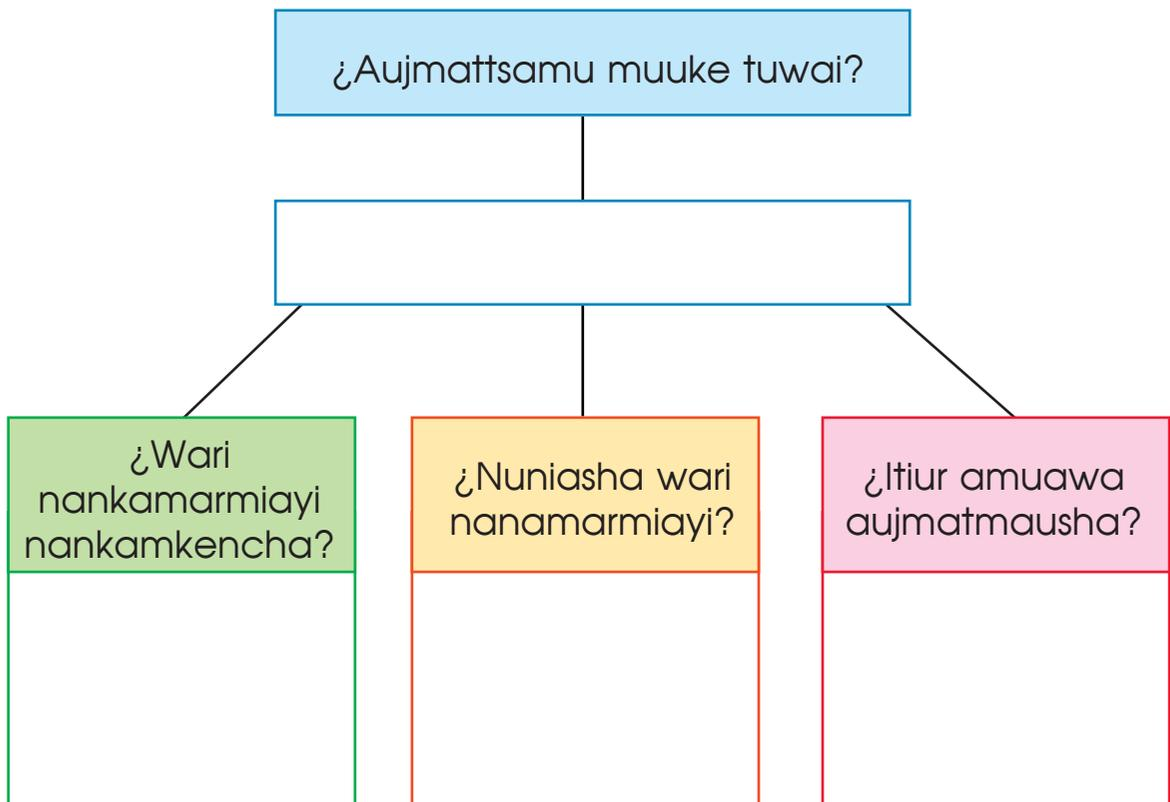 ¿Aujmattsamu muuke tuwai?
¿Wari
nankamarmiayi
nankamkencha?
¿Nuniasha wari
nanamarmiayi?
¿Itiur amuawa
aujmatmausha?